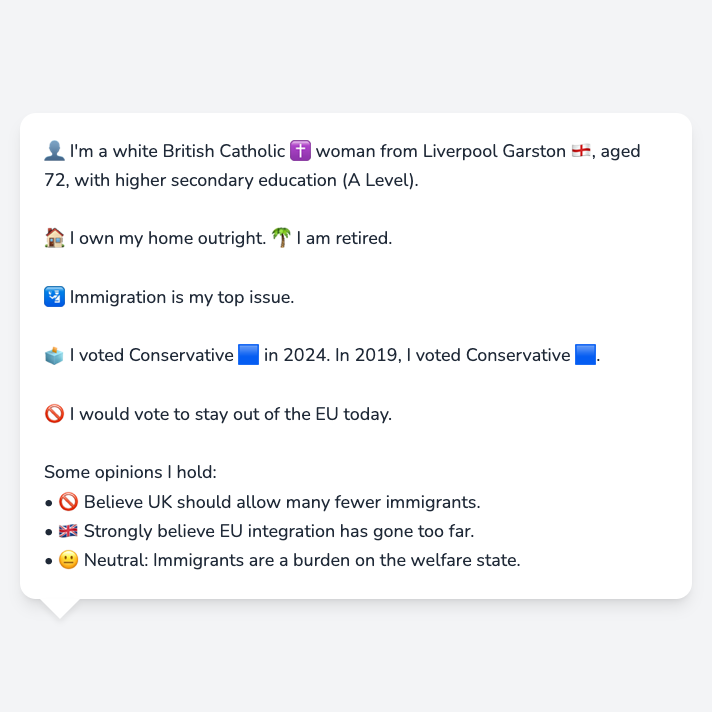 👤 I'm a white British Catholic ✝️ woman from Liverpool Garston 🏴󠁧󠁢󠁥󠁮󠁧󠁿, aged
72, with higher secondary education (A Level).
🏠 I own my home outright. 🌴 I am retired.
🛂 Immigration is my top issue.
🗳️ I voted Conservative 🟦 in 2024. In 2019, I voted Conservative 🟦.
🚫 I would vote to stay out of the EU today.
Some opinions I hold:
• 🚫 Believe UK should allow many fewer immigrants.
• 🇬🇧 Strongly believe EU integration has gone too far.
• 😐 Neutral: Immigrants are a burden on the welfare state.